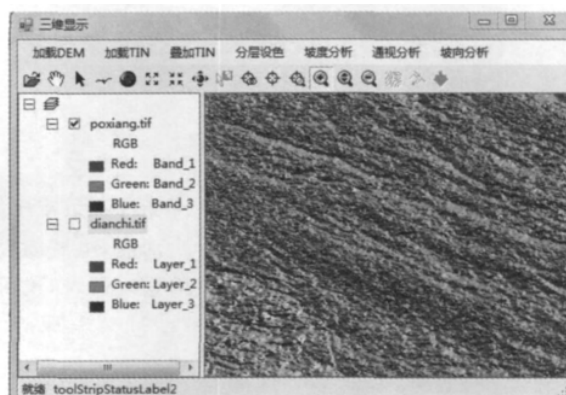 三维显示
加载DEM 加载TIN 叠加TIN 分层设色 坡度分析 通视分析 坡向分析
poxiang.tif
RGB
Red: Band_1
Green: Band_2
Blue: Band_3
dianchi.tif
RGB
Red: Layer_1
Green: Layer_2
Blue: Layer_3
就绪 toolStripStatusLabel2